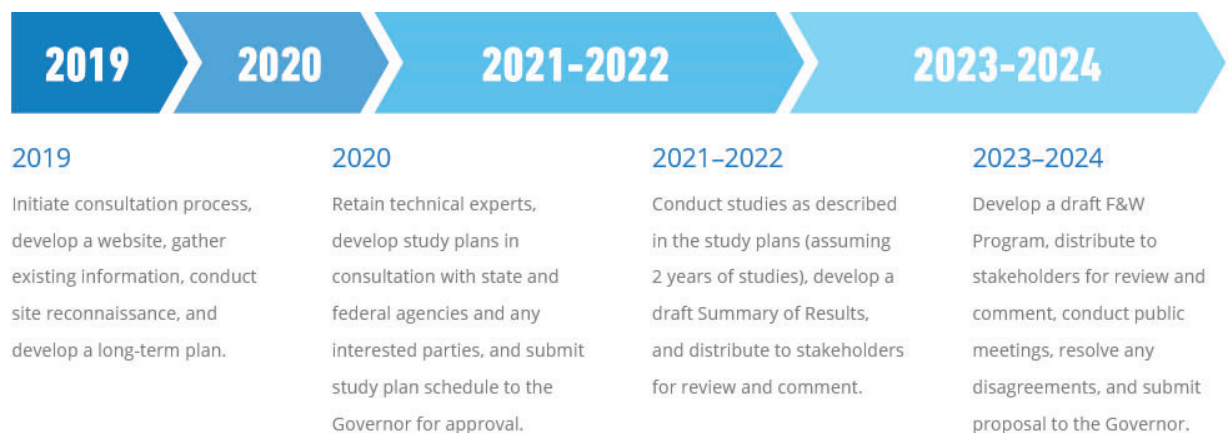 2019
2020
2021-2022
2023-2024
2019
Initiate consultation process,
develop a website, gather
existing information, conduct
site reconnaissance, and
develop a long-term plan.
2020
Retain technical experts,
develop study plans in
consultation with state and
federal agencies and any
interested parties, and submit
study plan schedule to the
Governor for approval.
2021–2022
Conduct studies as described
in the study plans (assuming
2 years of studies), develop a
draft Summary of Results,
and distribute to stakeholders
for review and comment.
2023–2024
Develop a draft F&W
Program, distribute to
stakeholders for review and
comment, conduct public
meetings, resolve any
disagreements, and submit
proposal to the Governor.